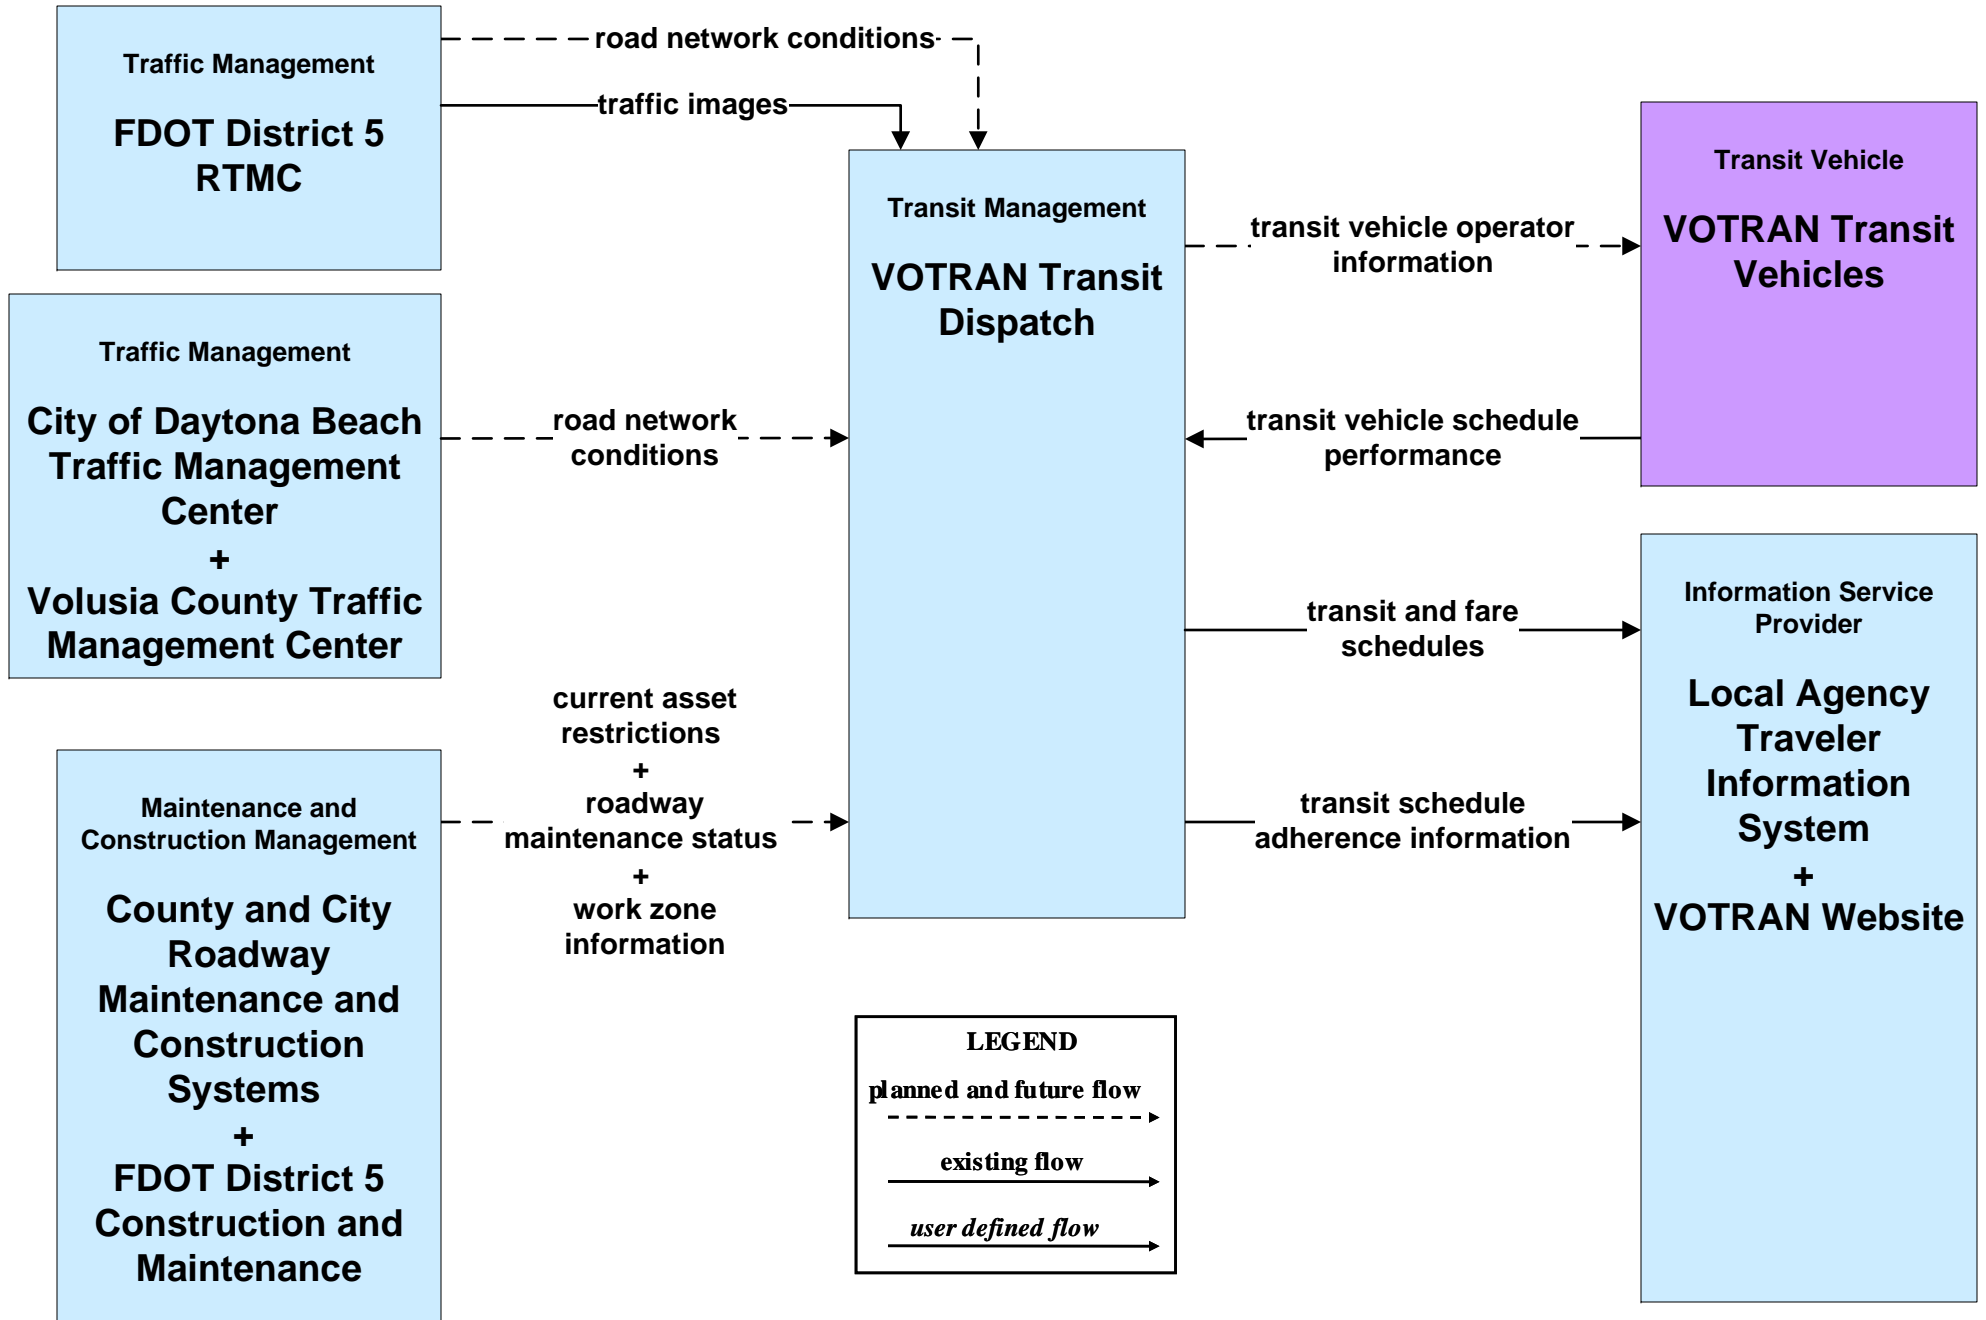 Traffic Management
FDOT District 5
RTMC
road network conditions
traffic images
Traffic Management
City of Daytona Beach
Traffic Management
Center
+
Volusia County Traffic
Management Center
road network
conditions
Maintenance and
Construction Management
County and City
Roadway
Maintenance and
Construction
Systems
+
FDOT District 5
Construction and
Maintenance
current asset
restrictions
+
roadway
maintenance status
+
work zone
information
Transit Management
VOTRAN Transit
Dispatch
transit vehicle operator
information
transit vehicle schedule
performance
transit and fare
schedules
transit schedule
adherence information
Transit Vehicle
VOTRAN Transit
Vehicles
Information Service
Provider
Local Agency
Traveler
Information
System
+
VOTRAN Website
LEGEND
planned and future flow
existing flow
user defined flow